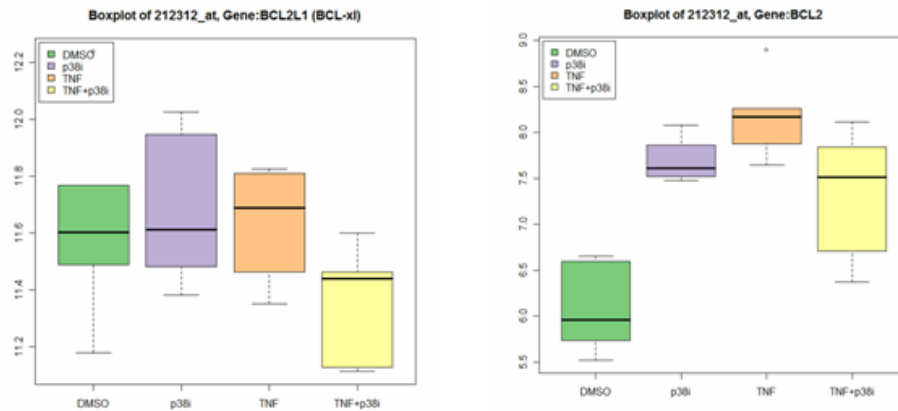 Boxplot of 212312_at, Gene:BCL2L1 (BCL-xl)
12.2
12.0
11.8
11.6
11.4
11.2
DMSO
p38i
TNF
TNF+p38i
DMSO p38i TNF TNF+p38i
Boxplot of 212312_at, Gene:BCL2
9.0
8.5
8.0
7.5
7.0
6.5
6.0
5.5
DMSO
p38i
TNF
TNF+p38i
DMSO p38i TNF TNF+p38i